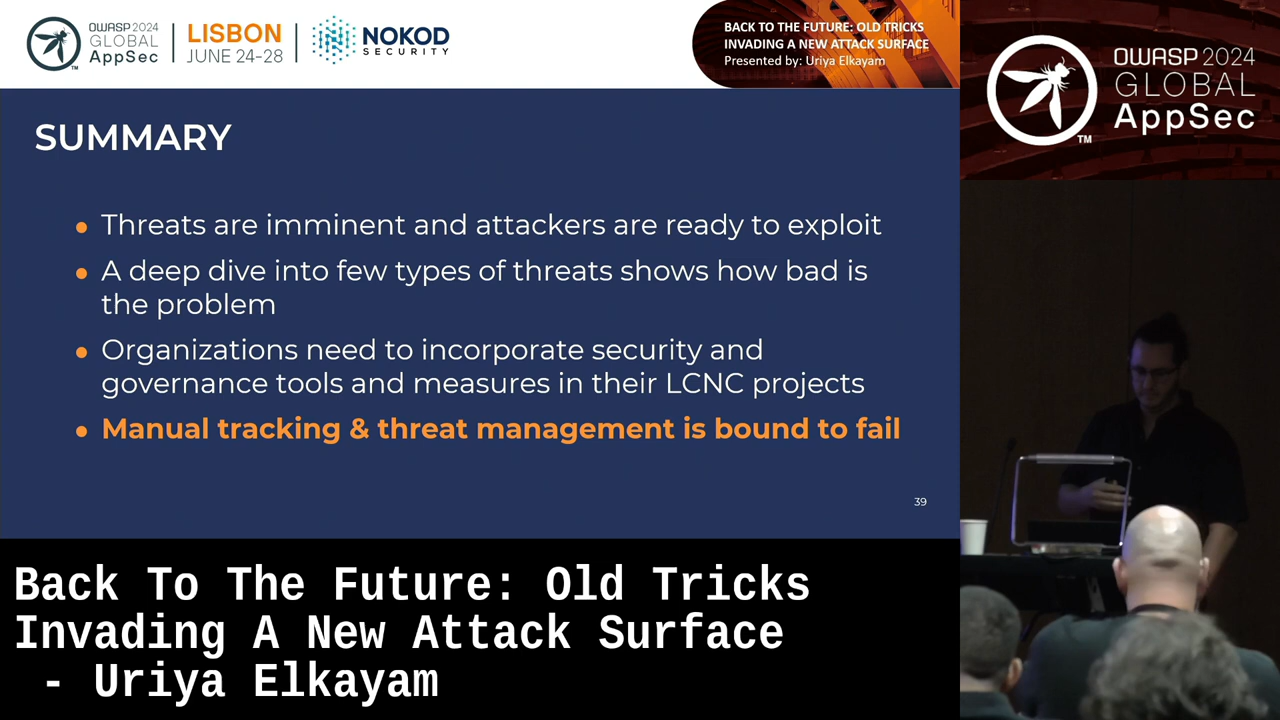 OWASP 2024
GLOBAL
AppSec
TM
LISBON
JUNE 24-28
NOKOD
SECURITY
BACK TO THE FUTURE: OLD TRICKS
INVADING A NEW ATTACK SURFACE
Presented by: Uriya Elkayam
OWASP 2024
GLOBAL
AppSec
TM
SUMMARY
• Threats are imminent and attackers are ready to exploit
• A deep dive into few types of threats shows how bad is
the problem
• Organizations need to incorporate security and
governance tools and measures in their LCNC projects
• Manual tracking & threat management is bound to fail
39
Back To The Future: Old Tricks
Invading A New Attack Surface
- Uriya Elkayam